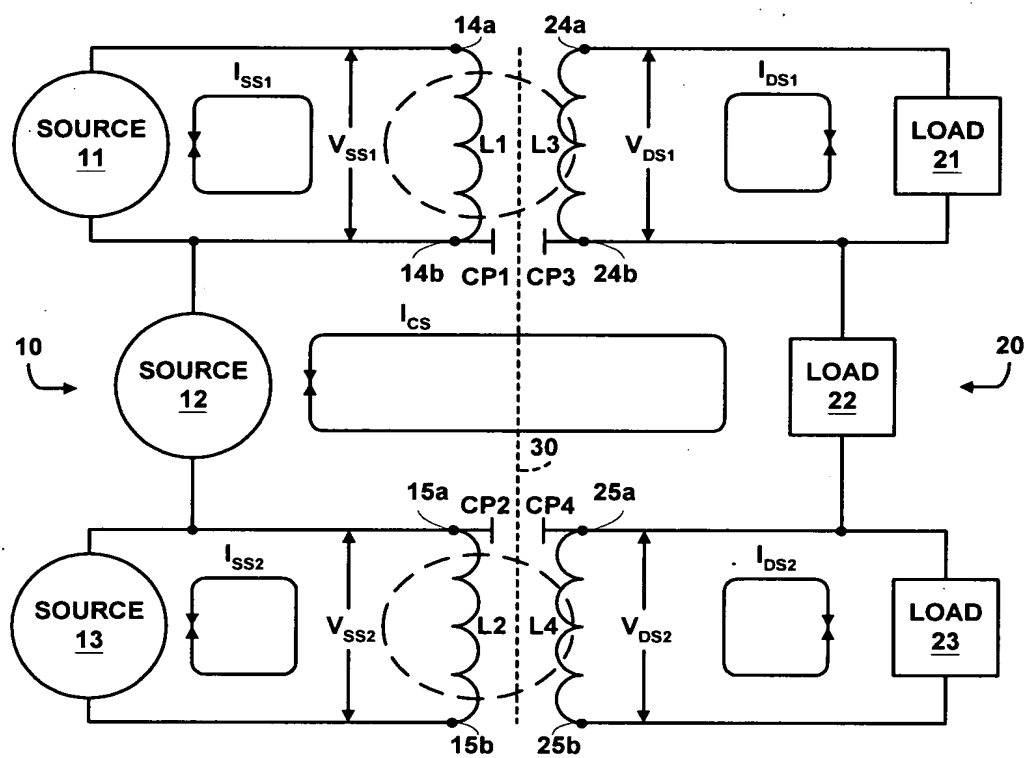 14a 24a
I_SS1 I_DS1
SOURCE
11
V_SS1 L1 L3 V_DS1
LOAD
21
14b CP1 CP3 24b
I_CS
10
SOURCE
12
LOAD
22
20
30
15a CP2 CP4 25a
I_SS2 I_DS2
SOURCE
13
V_SS2 L2 L4 V_DS2
LOAD
23
15b 25b